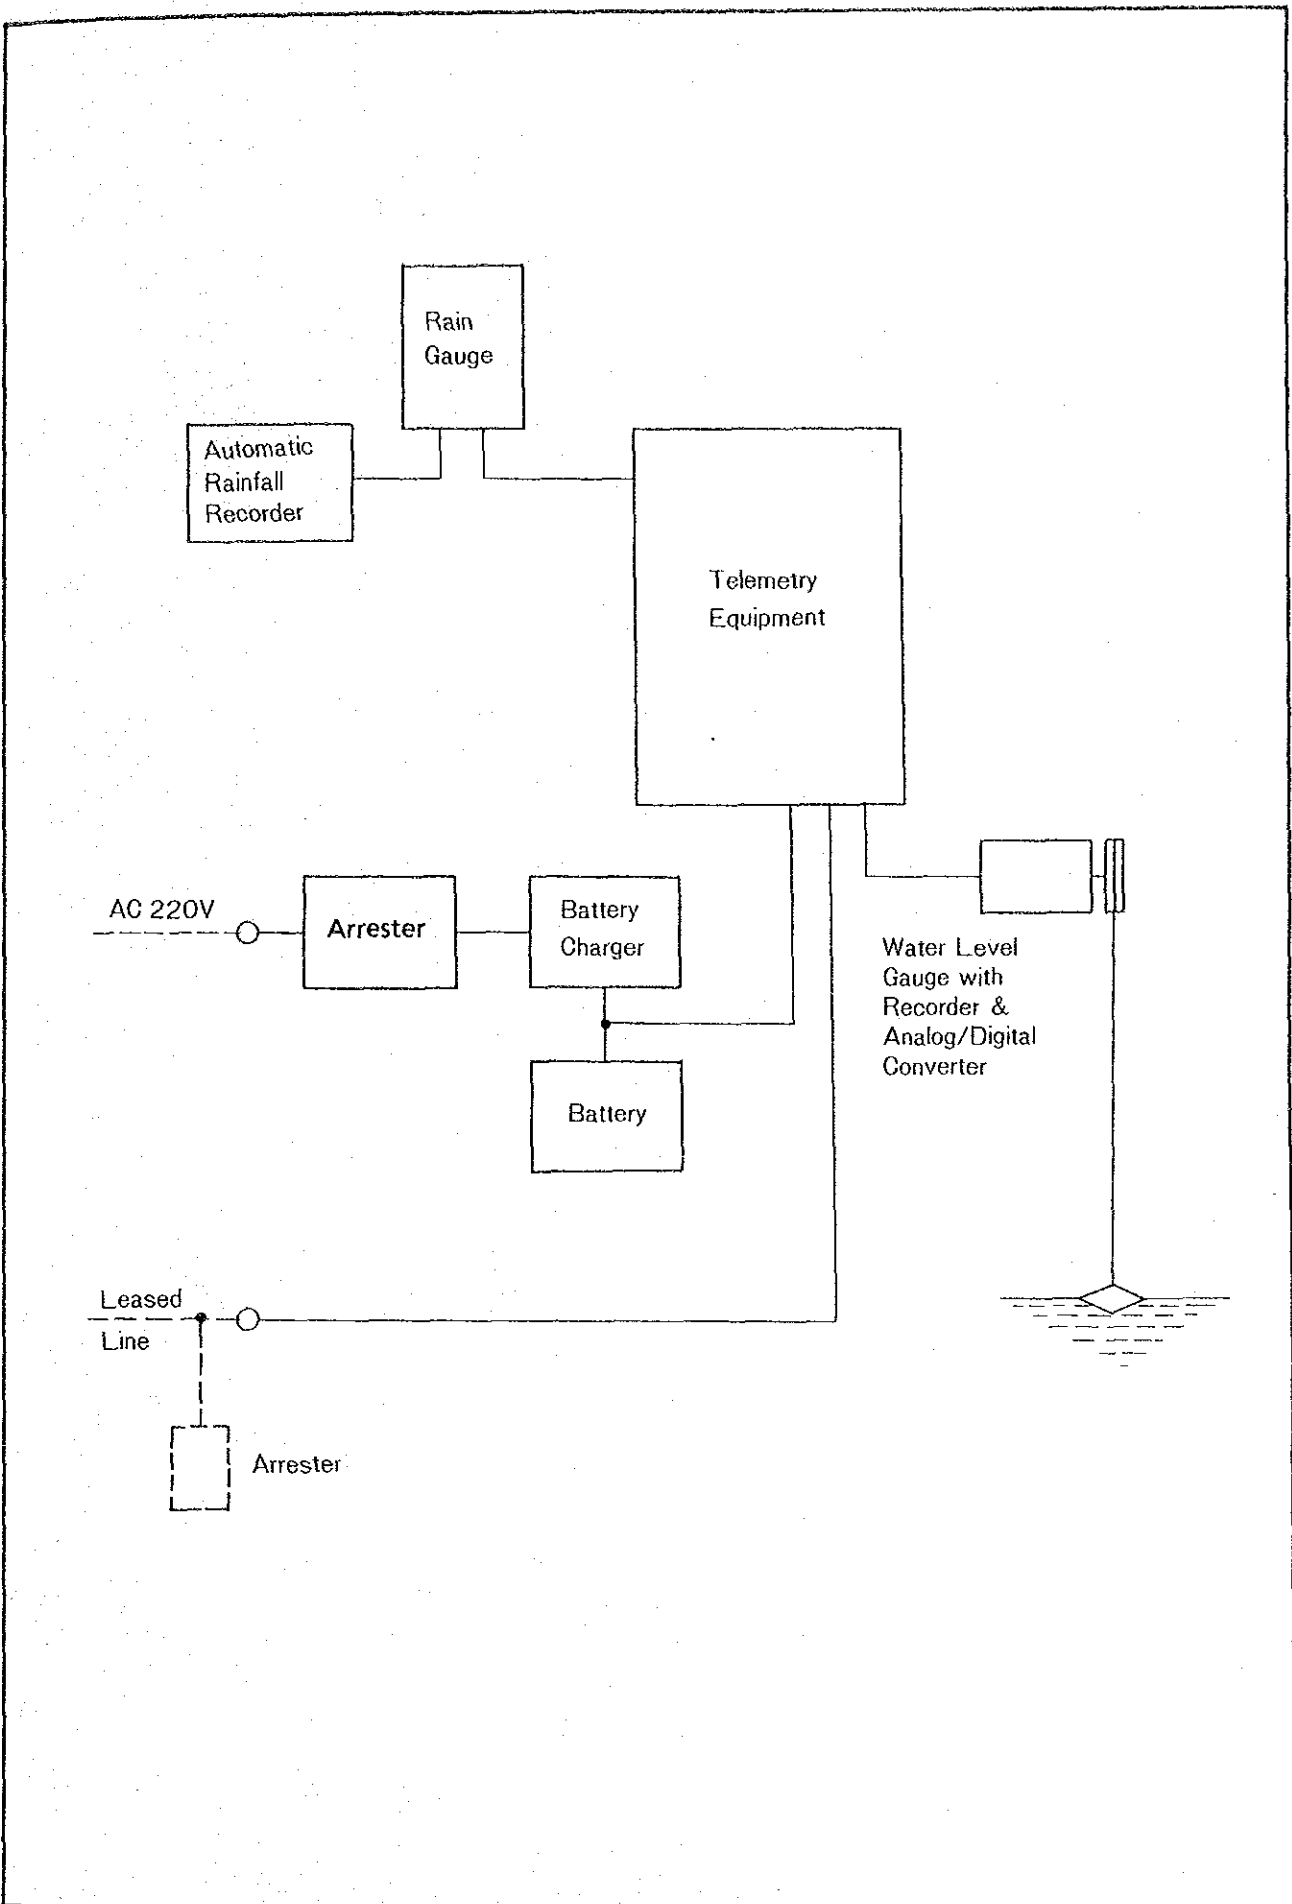 Rain
Gauge
Automatic
Rainfall
Recorder
Telemetry
Equipment
AC 220V
Arrester
Battery
Charger
Water Level
Gauge with
Recorder &
Analog/Digital
Converter
Battery
Leased
Line
Arrester